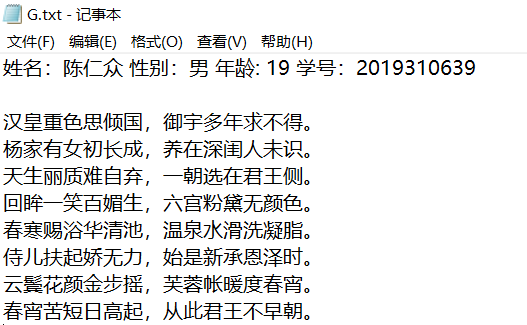 G.txt - 记事本
文件(F) 编辑(E) 格式(O) 查看(V) 帮助(H)
姓名：陈仁众 性别：男 年龄: 19 学号：2019310639
汉皇重色思倾国，御宇多年求不得。
杨家有女初长成，养在深闺人未识。
天生丽质难自弃，一朝选在君王侧。
回眸一笑百媚生，六宫粉黛无颜色。
春寒赐浴华清池，温泉水滑洗凝脂。
侍儿扶起娇无力，始是新承恩泽时。
云鬓花颜金步摇，芙蓉帐暖度春宵。
春宵苦短日高起，从此君王不早朝。